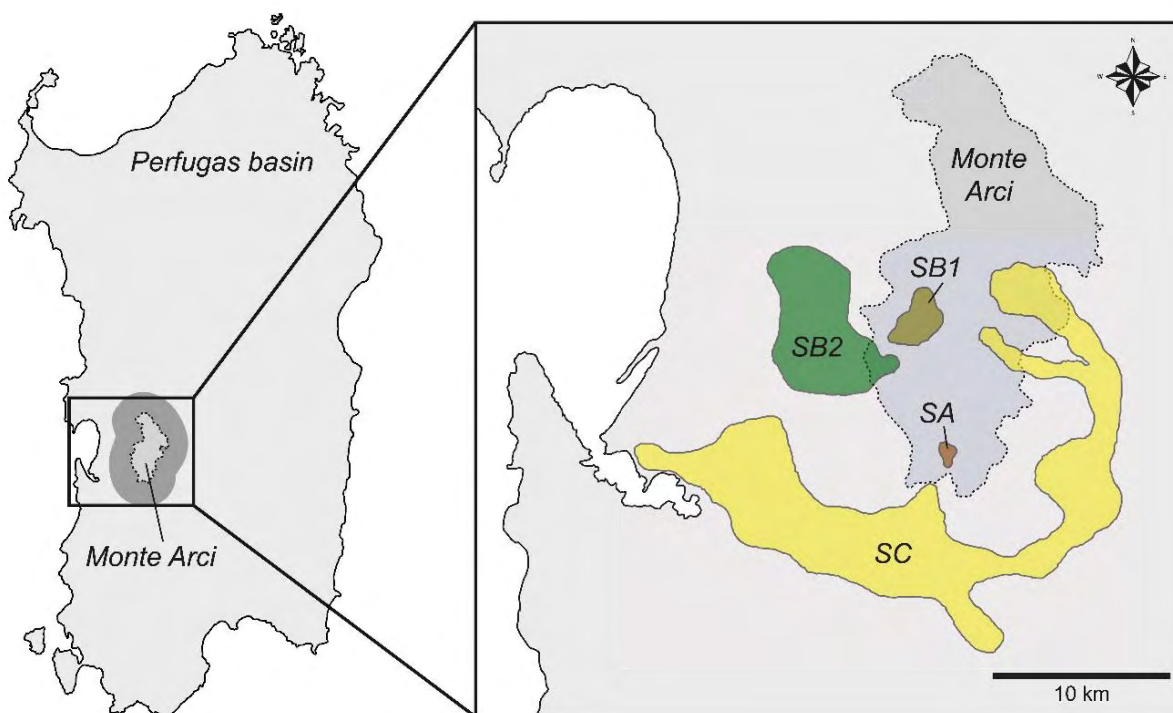 Perfugas basin
Monte Arci
N
W
E
S
Monte
Arci
SB1
SB2
SA
SC
10 km